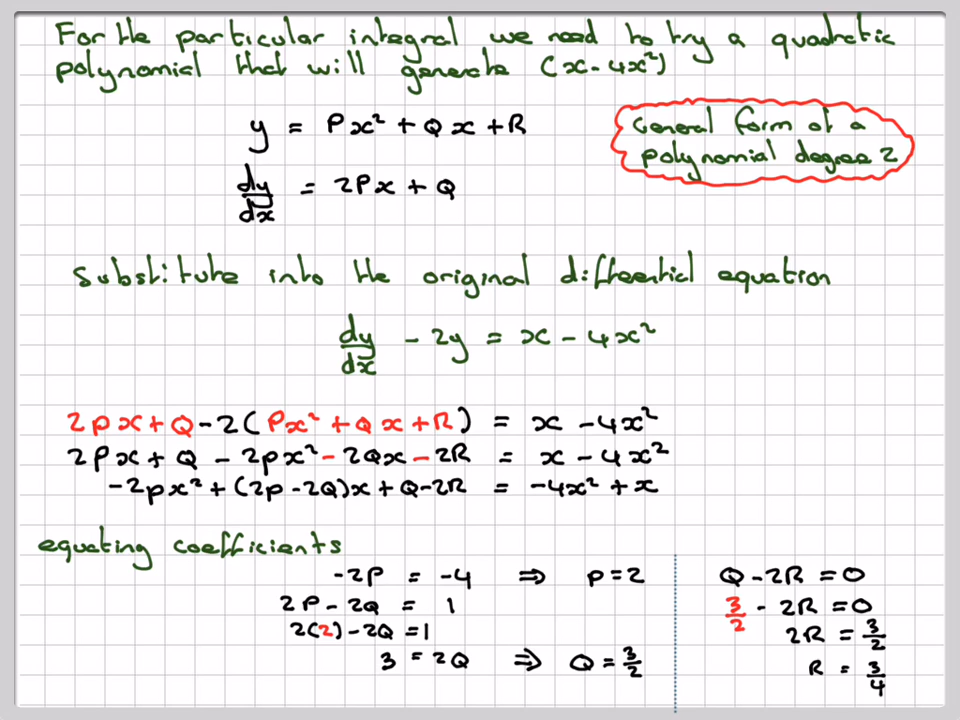 For the particular integral we need to try a quadratic
polynomial that will generate (x - 4x²)
y = Px² + Qx + R
General form of a
polynomial degree 2
dy/dx = 2Px + Q
Substitute into the original differential equation
dy/dx - 2y = x - 4x²
2px + Q - 2(Px² + Qx + R) = x - 4x²
2Px + Q - 2px² - 2Qx - 2R = x - 4x²
-2px² + (2p - 2Q)x + Q - 2R = -4x² + x
equating coefficients
-2P = -4 ⇒ p = 2
2P - 2Q = 1
2(2) - 2Q = 1
3 = 2Q ⇒ Q = 3/2
Q - 2R = 0
3/2 - 2R = 0
2R = 3/2
R = 3/4